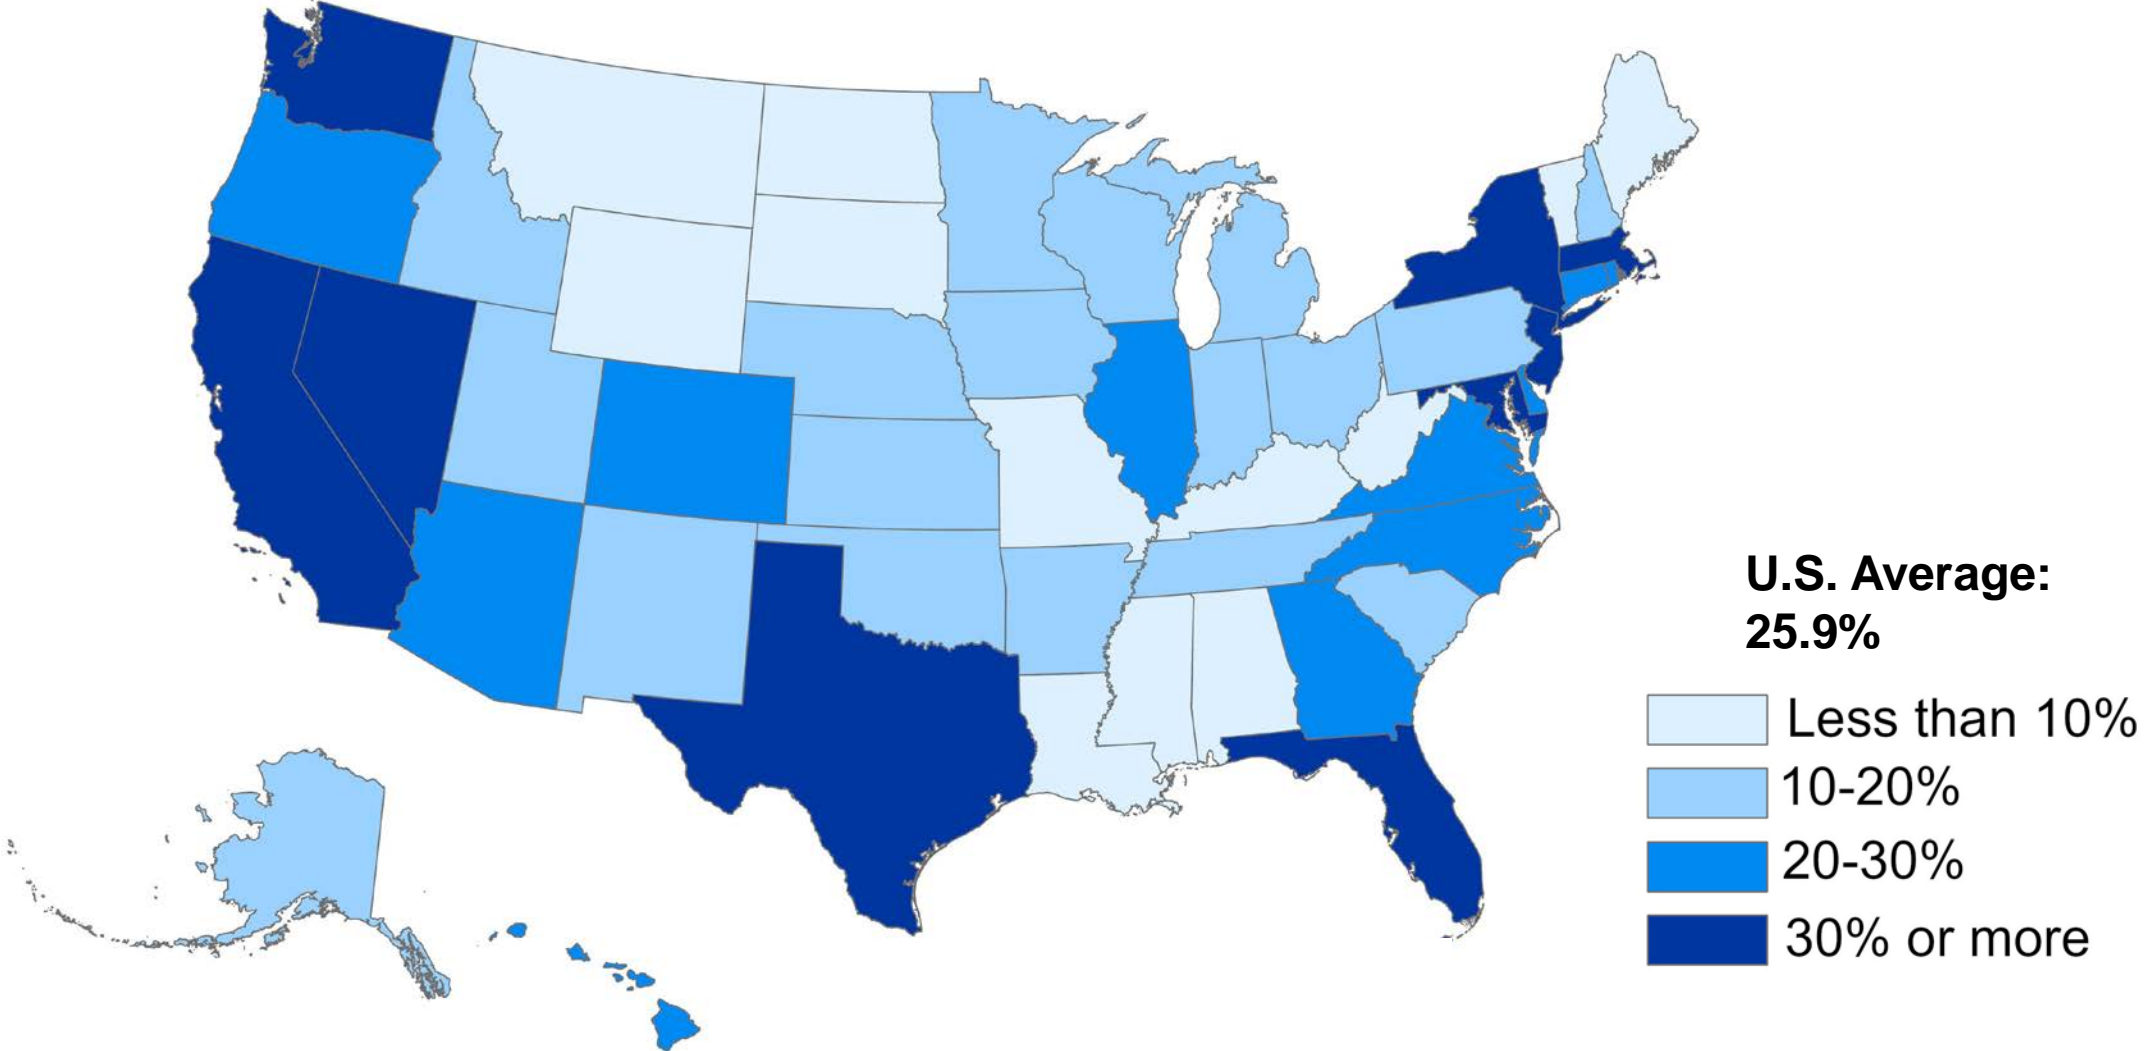 U.S. Average:
25.9%
Less than 10%
10-20%
20-30%
30% or more